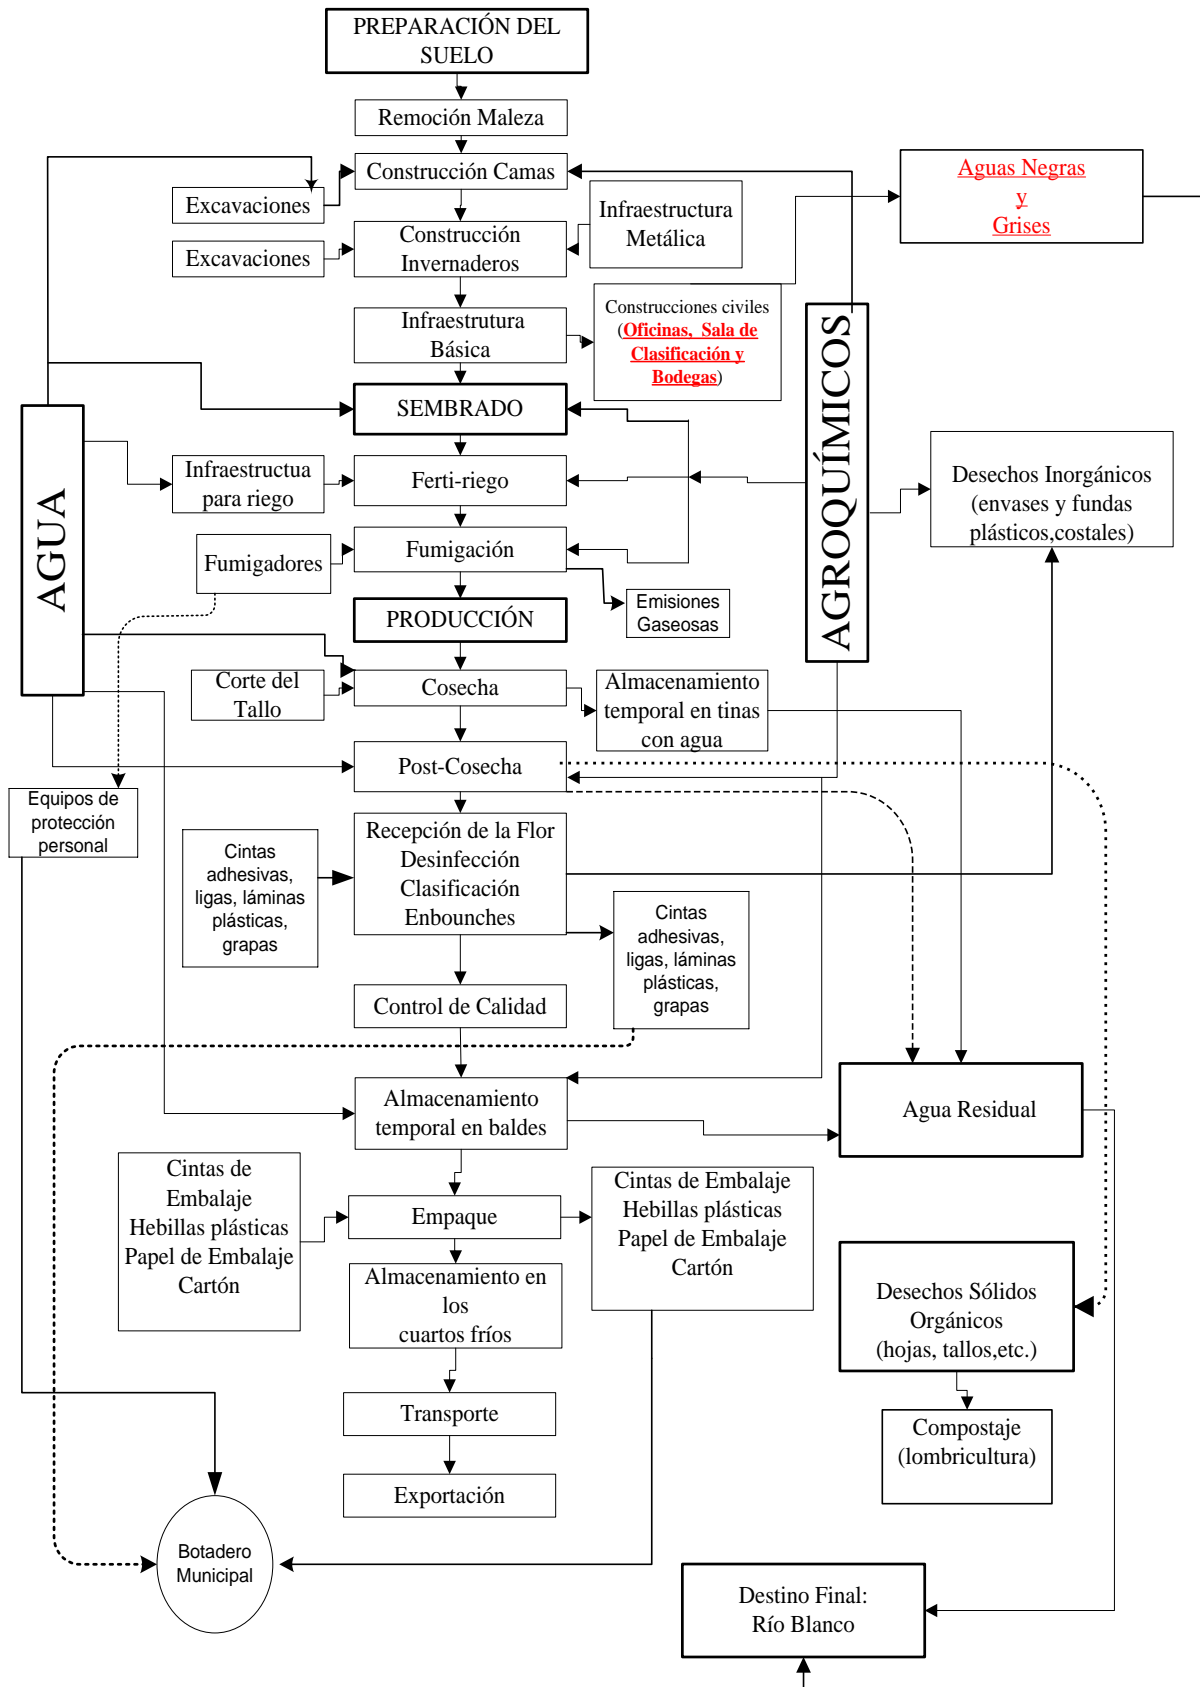 PREPARACIÓN DEL
SUELO
Remoción Maleza
Construcción Camas
Excavaciones
Aguas Negras
y
Grises
Infraestructura
Metálica
Construcción
Invernaderos
Excavaciones
Construcciones civiles
(Oficinas, Sala de
Clasificación y
Bodegas)
Infraestrutura
Básica
SEMBRADO
AGUA
AGROQUÍMICOS
Infraestructua
para riego
Ferti-riego
Desechos Inorgánicos
(envases y fundas
plásticos,costales)
Fumigadores
Fumigación
Emisiones
Gaseosas
PRODUCCIÓN
Corte del
Tallo
Cosecha
Almacenamiento
temporal en tinas
con agua
Post-Cosecha
Equipos de
protección
personal
Cintas
adhesivas,
ligas, láminas
plásticas,
grapas
Recepción de la Flor
Desinfección
Clasificación
Enbounches
Cintas
adhesivas,
ligas, láminas
plásticas,
grapas
Control de Calidad
Almacenamiento
temporal en baldes
Agua Residual
Cintas de
Embalaje
Hebillas plásticas
Papel de Embalaje
Cartón
Empaque
Cintas de Embalaje
Hebillas plásticas
Papel de Embalaje
Cartón
Almacenamiento en
los
cuartos fríos
Desechos Sólidos
Orgánicos
(hojas, tallos,etc.)
Transporte
Compostaje
(lombricultura)
Exportación
Botadero
Municipal
Destino Final:
Río Blanco